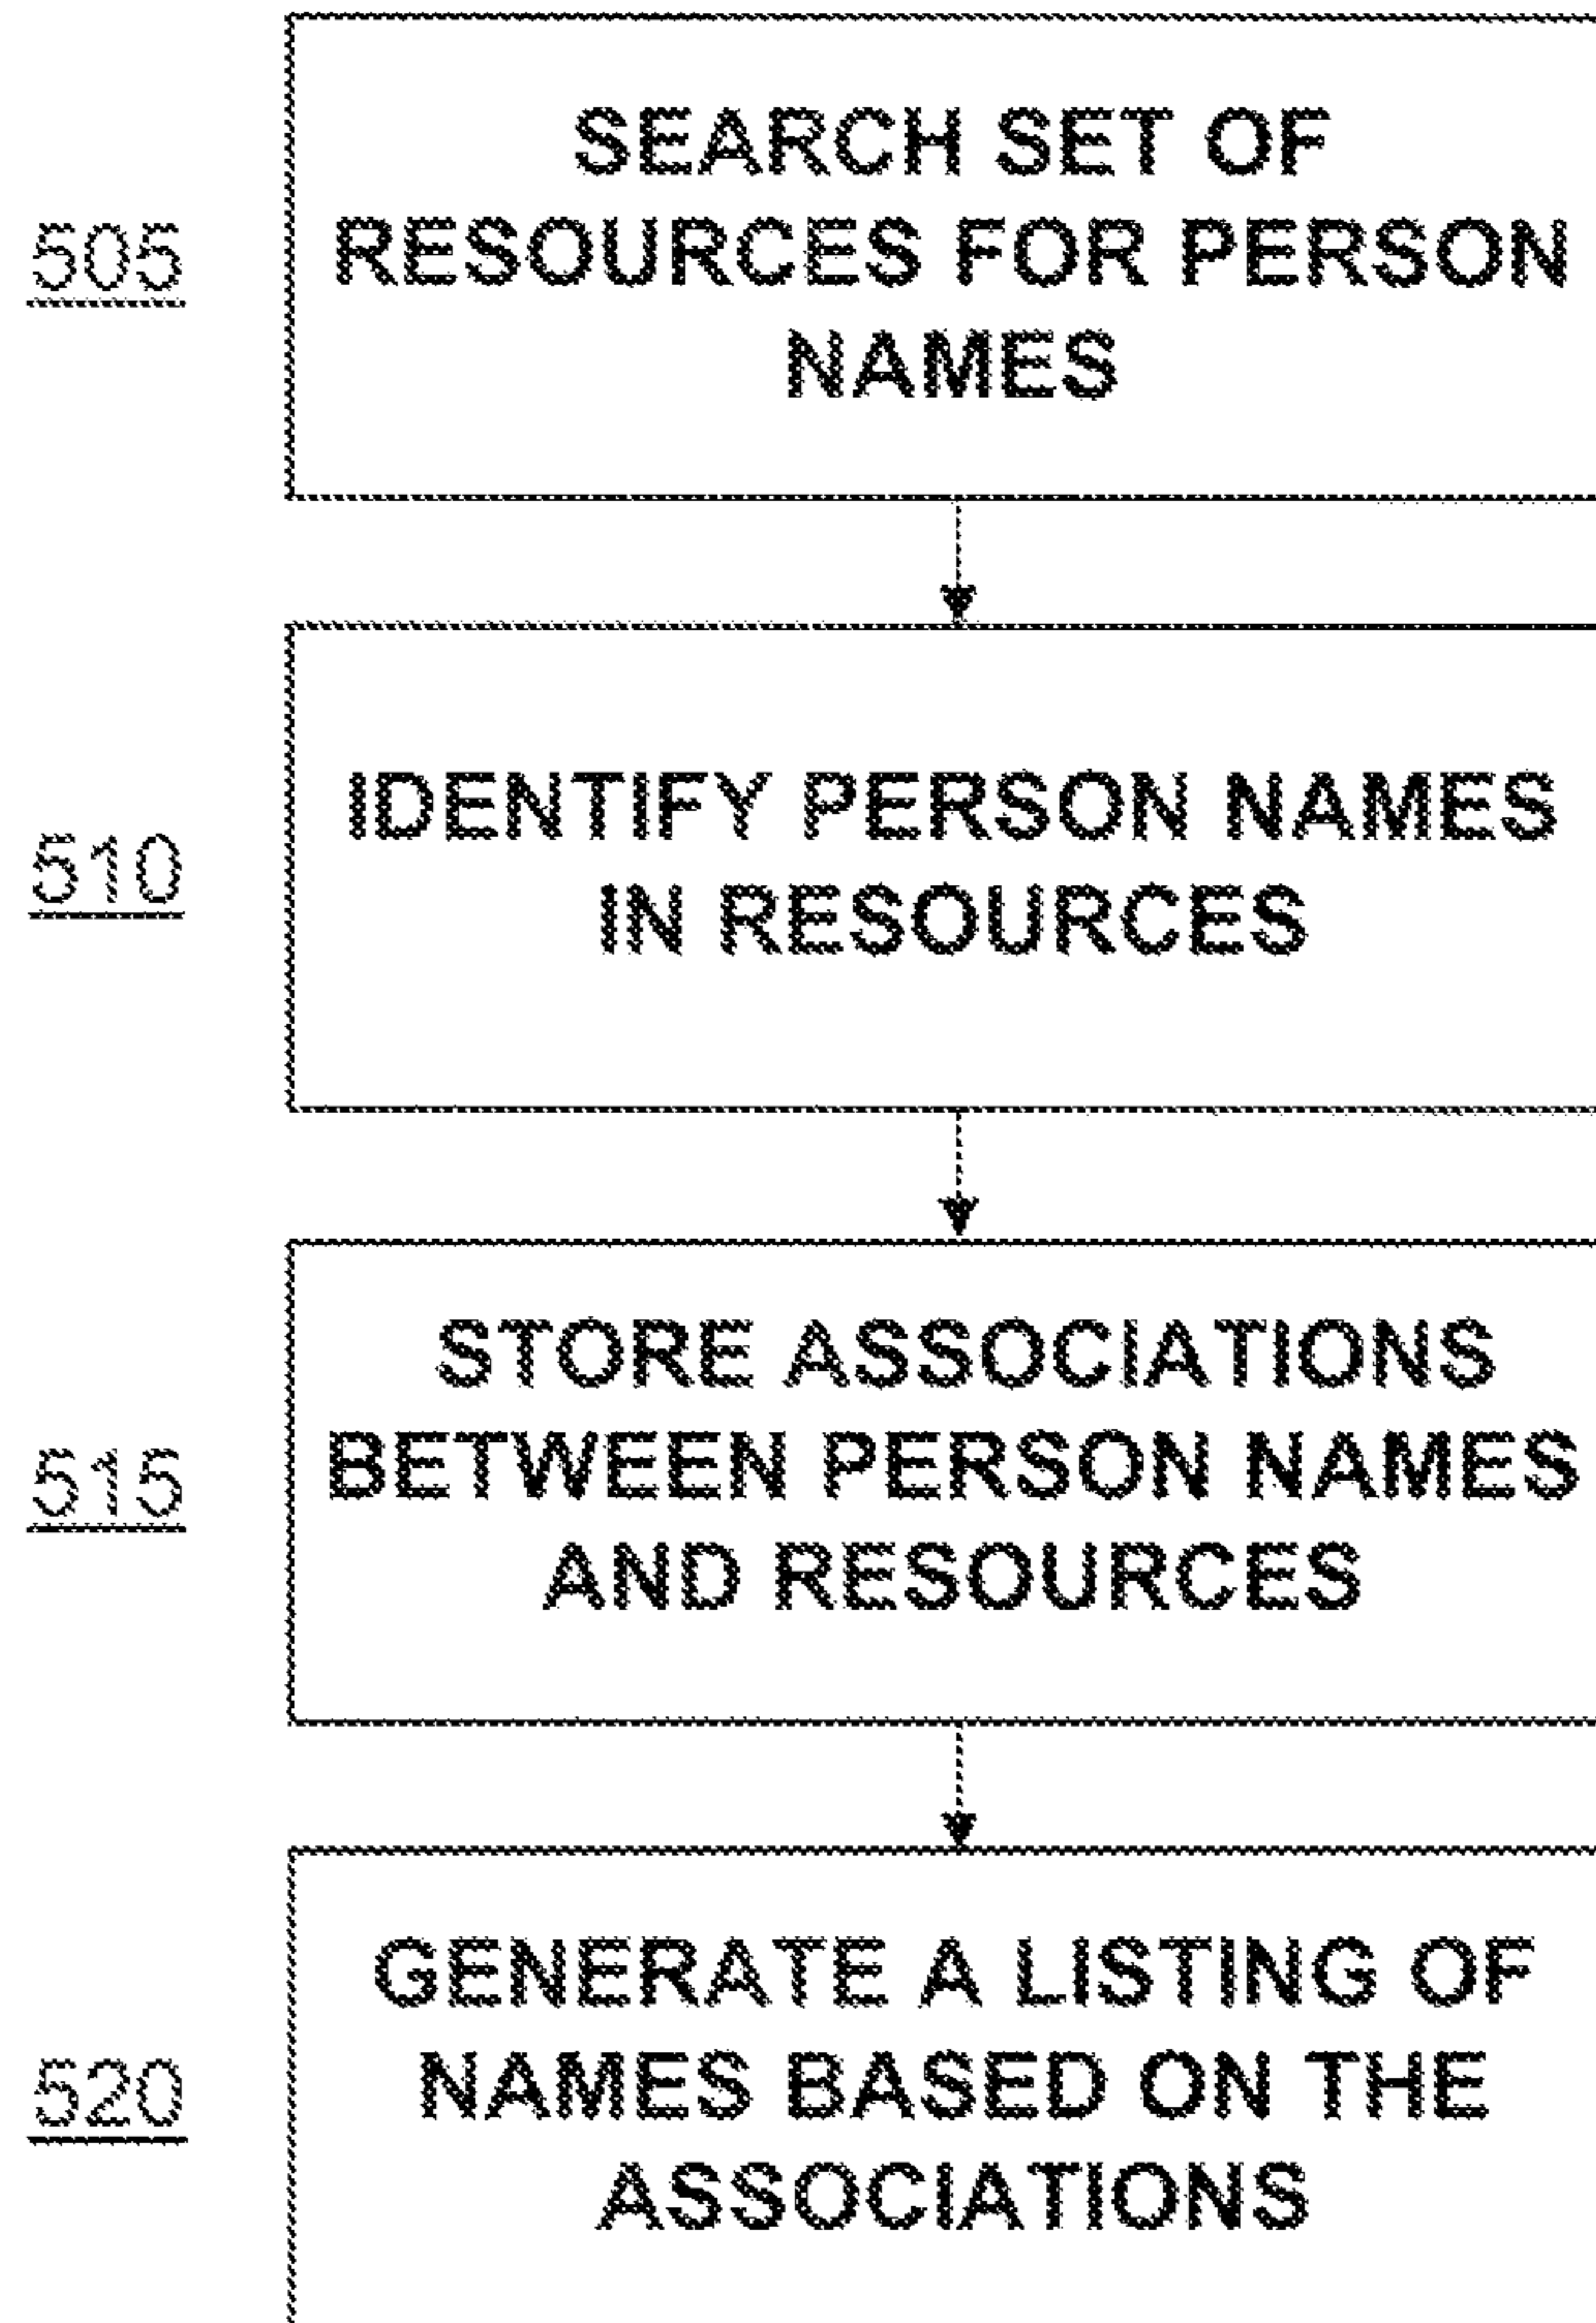 SEARCH SET OF
505
RESOURCES FOR PERSON
NAMES
IDENTIFY PERSON NAMES
510
IN RESOURCES
STORE ASSOCIATIONS
515
BETWEEN PERSON NAMES
AND RESOURCES
GENERATE A LISTING OF
520
NAMES BASED ON THE
ASSOCIATIONS